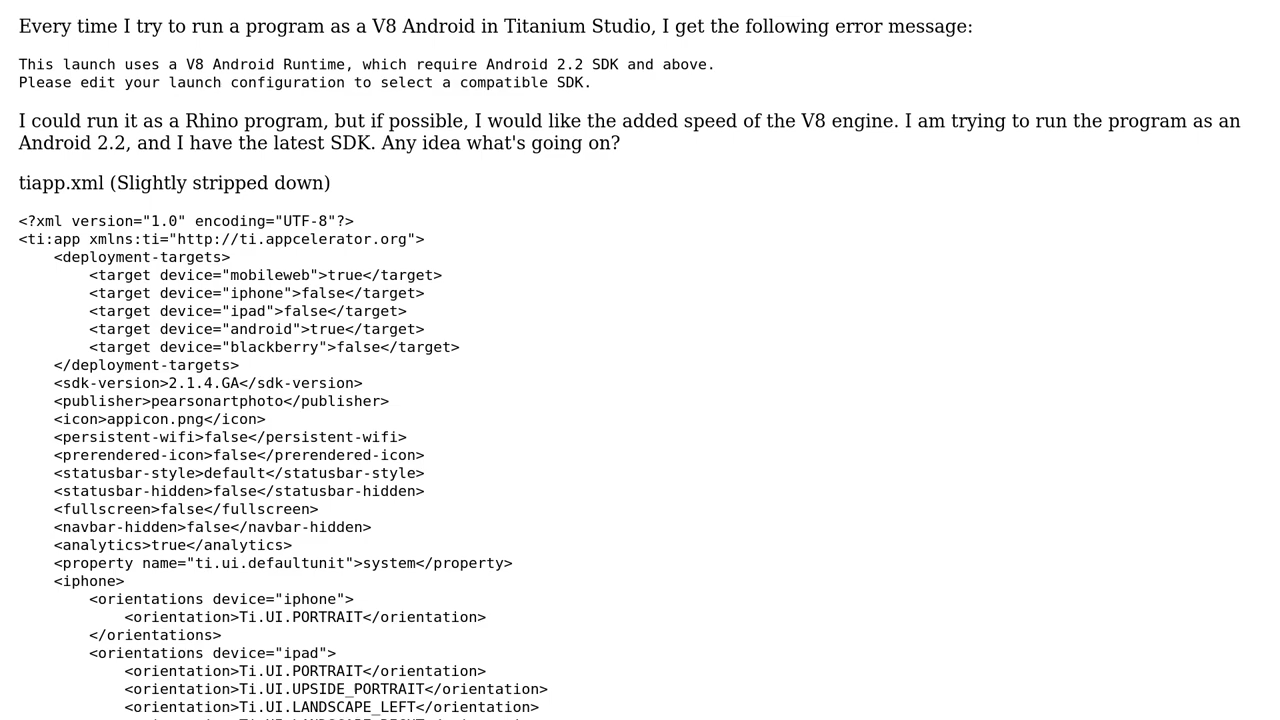 Every time I try to run a program as a V8 Android in Titanium Studio, I get the following error message:
This launch uses a V8 Android Runtime, which require Android 2.2 SDK and above.
Please edit your launch configuration to select a compatible SDK.
I could run it as a Rhino program, but if possible, I would like the added speed of the V8 engine. I am trying to run the program as an
Android 2.2, and I have the latest SDK. Any idea what's going on?
tiapp.xml (Slightly stripped down)
<?xml version="1.0" encoding="UTF-8"?>
<ti:app xmlns:ti="http://ti.appcelerator.org">
    <deployment-targets>
        <target device="mobileweb">true</target>
        <target device="iphone">false</target>
        <target device="ipad">false</target>
        <target device="android">true</target>
        <target device="blackberry">false</target>
    </deployment-targets>
    <sdk-version>2.1.4.GA</sdk-version>
    <publisher>pearsonartphoto</publisher>
    <icon>appicon.png</icon>
    <persistent-wifi>false</persistent-wifi>
    <prerendered-icon>false</prerendered-icon>
    <statusbar-style>default</statusbar-style>
    <statusbar-hidden>false</statusbar-hidden>
    <fullscreen>false</fullscreen>
    <navbar-hidden>false</navbar-hidden>
    <analytics>true</analytics>
    <property name="ti.ui.defaultunit">system</property>
    <iphone>
        <orientations device="iphone">
            <orientation>Ti.UI.PORTRAIT</orientation>
        </orientations>
        <orientations device="ipad">
            <orientation>Ti.UI.PORTRAIT</orientation>
            <orientation>Ti.UI.UPSIDE_PORTRAIT</orientation>
            <orientation>Ti.UI.LANDSCAPE_LEFT</orientation>